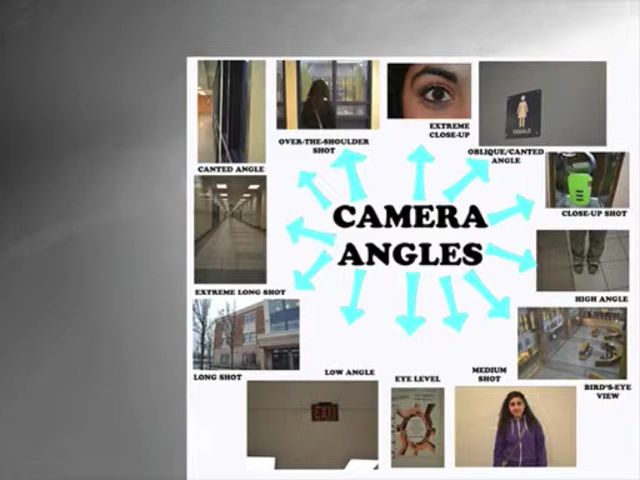 EXTREME
CLOSE-UP
OVER-THE-SHOULDER
SHOT
OBLIQUE/CANTED
ANGLE
CANTED ANGLE
CLOSE-UP SHOT
CAMERA
ANGLES
EXTREME LONG SHOT
HIGH ANGLE
LONG SHOT
LOW ANGLE
EYE LEVEL
MEDIUM
SHOT
BIRD'S-EYE
VIEW
EXIT